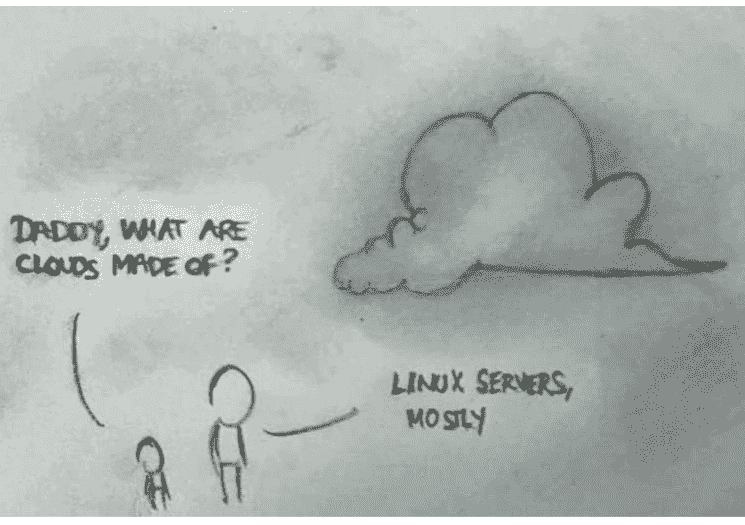 DADDY, WHAT ARE
CLOUDS MADE OF?
LINUX SERVERS,
MOSTLY